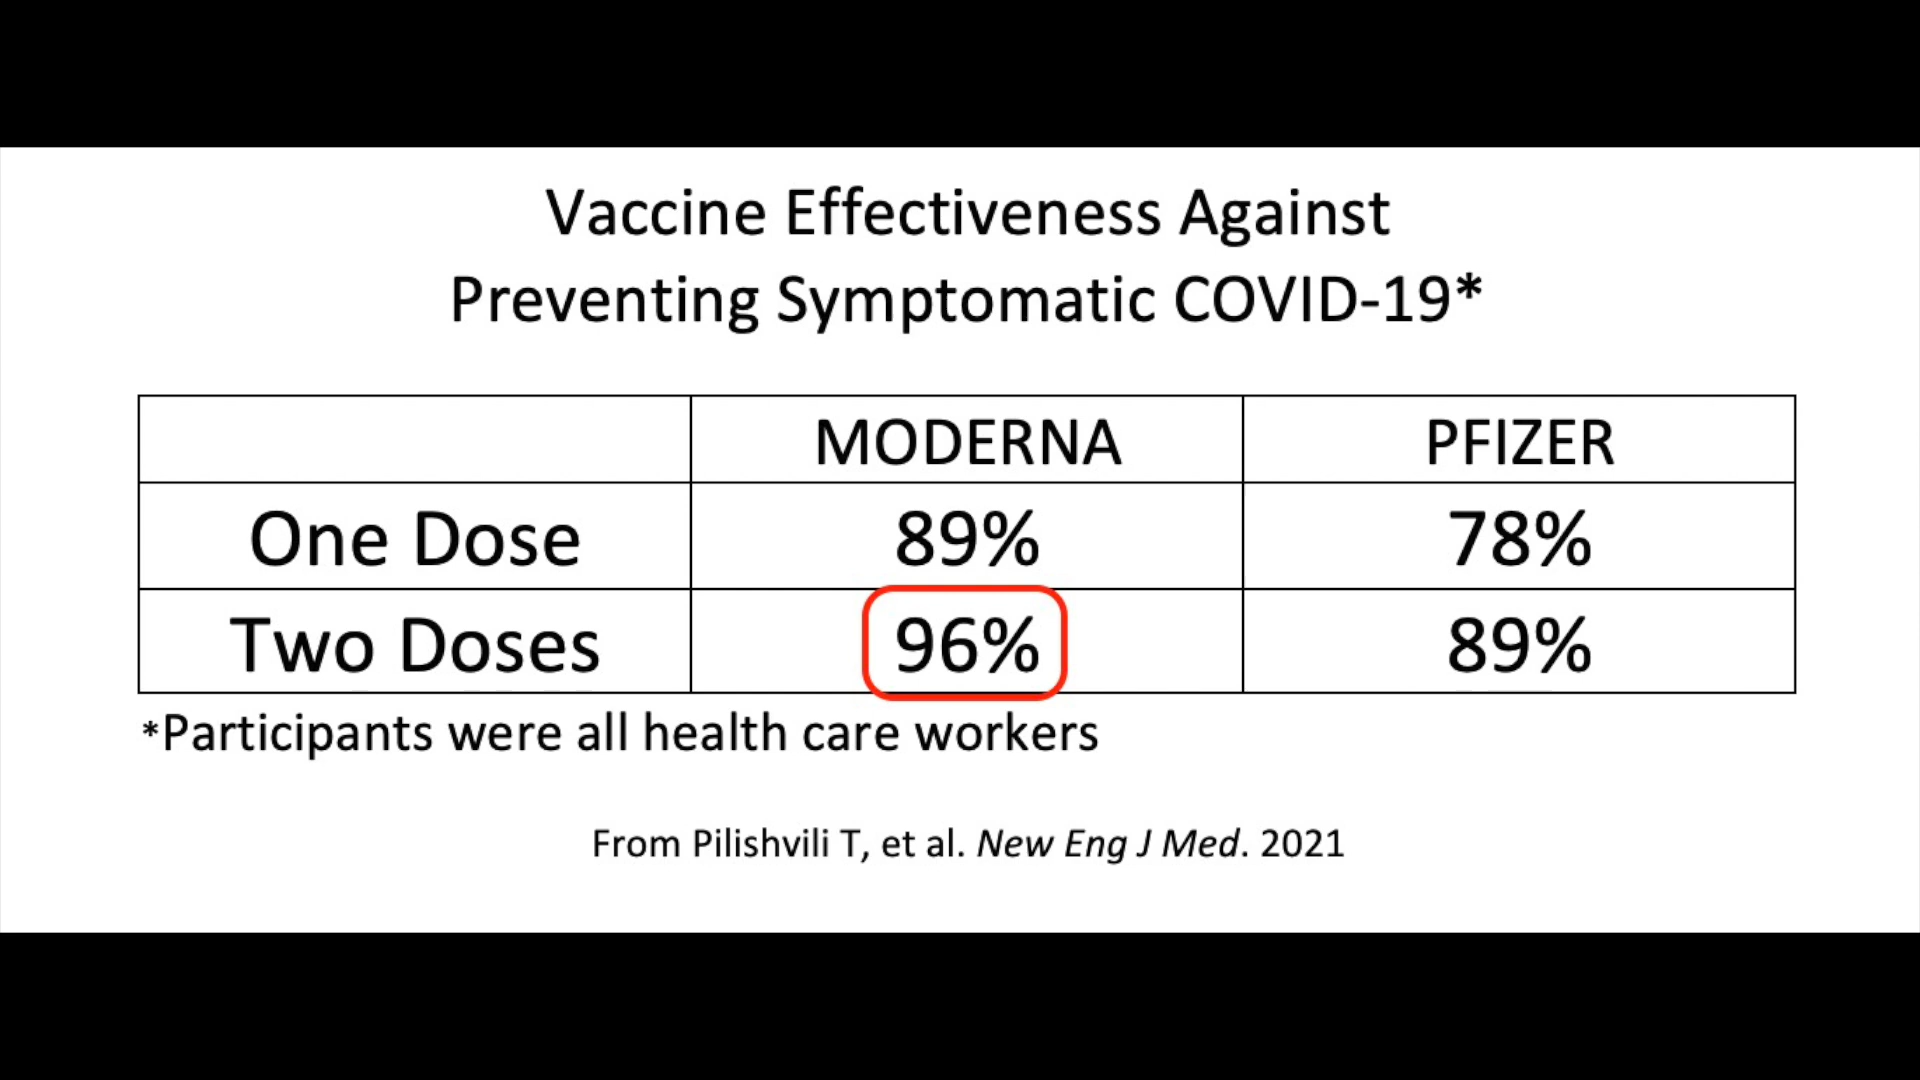 Vaccine Effectiveness Against
Preventing Symptomatic COVID-19*
MODERNA PFIZER
One Dose 89% 78%
Two Doses 96% 89%
*Participants were all health care workers
From Pilishvili T, et al. New Eng J Med. 2021